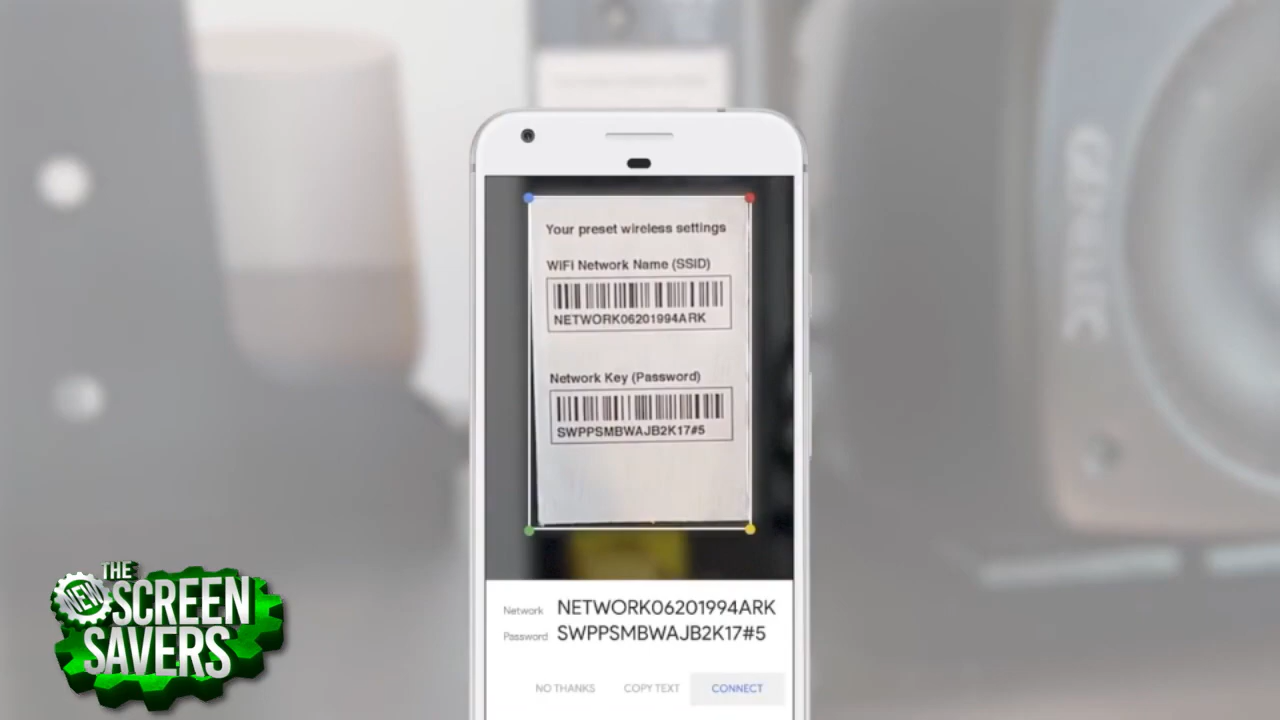 GENELEC
Your preset wireless settings
WiFi Network Name (SSID)
NETWORK06201994ARK
Network Key (Password)
SWPPSMBWAJB2K17#5
Network NETWORK06201994ARK
Password SWPPSMBWAJB2K17#5
NO THANKS COPY TEXT CONNECT
THE
NEW SCREEN
SAVERS